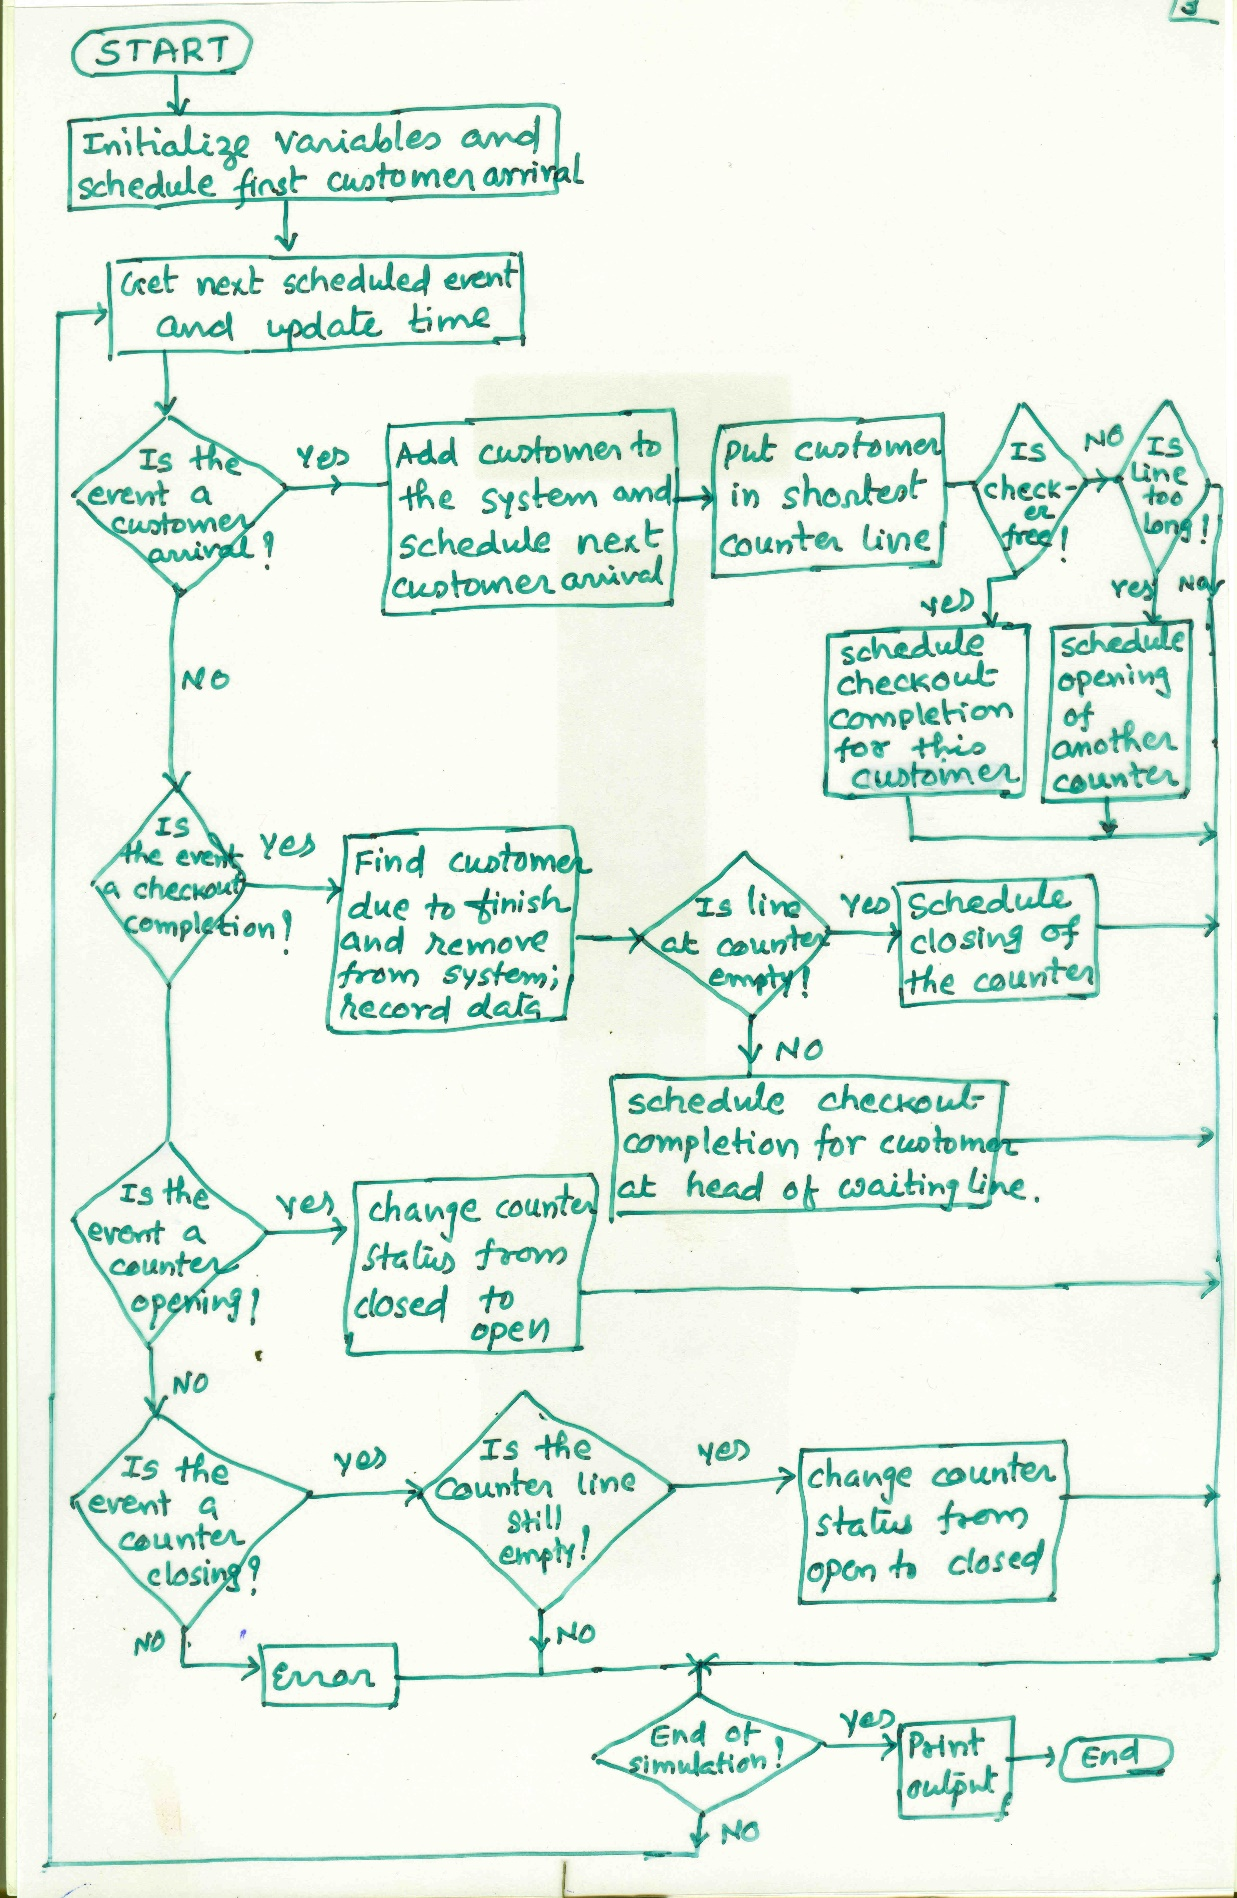 3
START
Initialize variables and
schedule first customer arrival
Get next scheduled event
and update time
Is the
event a
customer
arrival?
Yes
Add customer to
the system and
schedule next
customer arrival
Put customer
in shortest
counter line
Is
check-
er
free!
NO
Is
line
too
long!
yes
yes
No
schedule
checkout
completion
for this
customer
schedule
opening
of
another
counter
NO
Is
the event
a checkout
completion!
Yes
Find customer
due to finish
and remove
from system;
record data
Is line
at counter
empty!
Yes
Schedule
closing of
the counter
NO
schedule checkout
completion for customer
at head of waiting line.
Is the
event a
counter
opening!
yes
change counter
status from
closed to
open
NO
Is the
event a
counter
closing?
yes
Is the
counter line
still
empty!
yes
change counter
status from
open to closed
NO
Error
NO
End of
simulation!
Yes
Print
output
End
NO